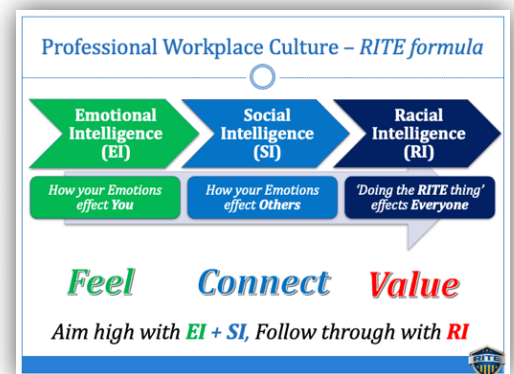 Professional Workplace Culture – RITE formula
Emotional
Intelligence
(EI)
Social
Intelligence
(SI)
Racial
Intelligence
(RI)
How your Emotions
effect You
How your Emotions
effect Others
'Doing the RITE thing'
effects Everyone
Feel
Connect
Value
Aim high with EI + SI, Follow through with RI
RITE